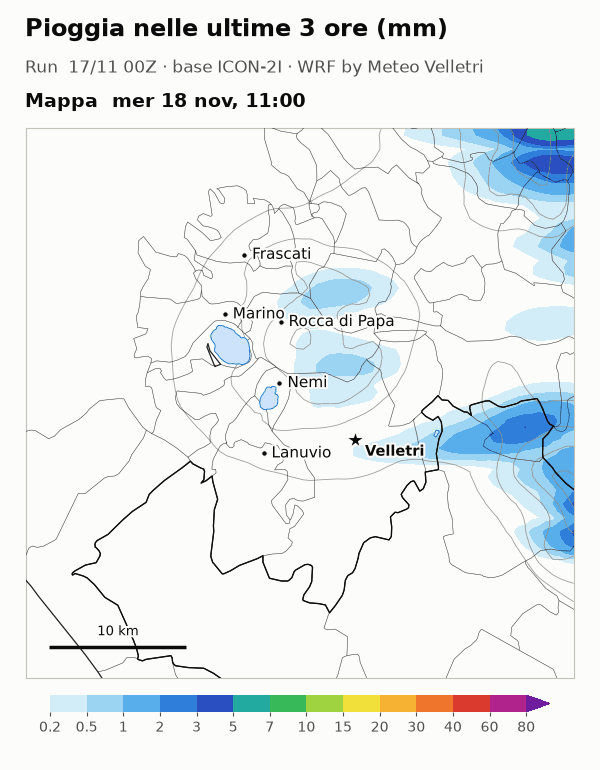 Pioggia nelle ultime 3 ore (mm)
Run  17/11 00Z · base ICON-2I · WRF by Meteo Velletri
Mappa  mer 18 nov, 11:00
Frascati
Marino
Rocca di Papa
Nemi
Velletri
Lanuvio
10 km
0.2 0.5 1 2 3 5 7 10 15 20 30 40 60 80